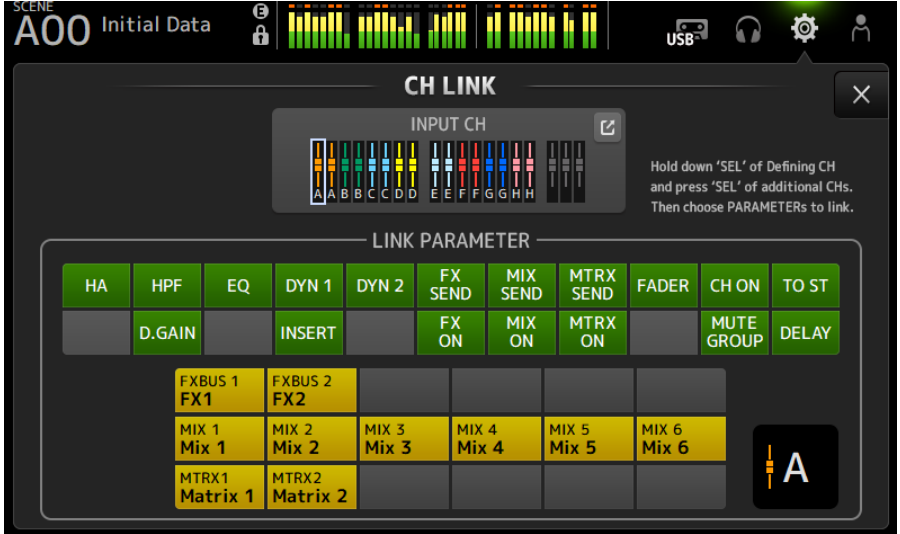 SCENE
A00 Initial Data
E
USB
CH LINK
INPUT CH
A A B B C C D D E E F F G G H H
Hold down 'SEL' of Defining CH
and press 'SEL' of additional CHs.
Then choose PARAMETERs to link.
LINK PARAMETER
HA HPF EQ DYN 1 DYN 2 FX SEND MIX SEND MTRX SEND FADER CH ON TO ST
D.GAIN INSERT FX ON MIX ON MTRX ON MUTE GROUP DELAY
FXBUS 1 FXBUS 2
FX1 FX2
MIX 1 MIX 2 MIX 3 MIX 4 MIX 5 MIX 6
Mix 1 Mix 2 Mix 3 Mix 4 Mix 5 Mix 6
MTRX1 MTRX2
Matrix 1 Matrix 2
A